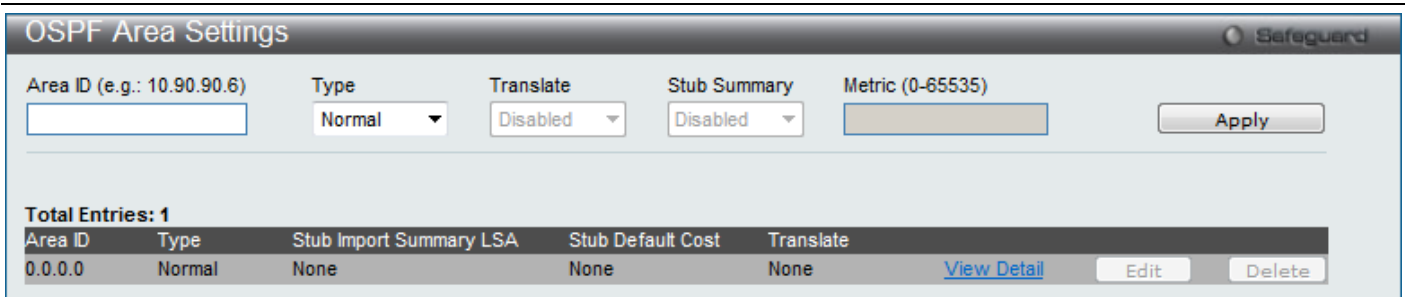 OSPF Area Settings
Safeguard
Area ID (e.g.: 10.90.90.6) Type Translate Stub Summary Metric (0-65535)
Normal Disabled Disabled Apply
Total Entries: 1
Area ID Type Stub Import Summary LSA Stub Default Cost Translate
0.0.0.0 Normal None None None View Detail Edit Delete